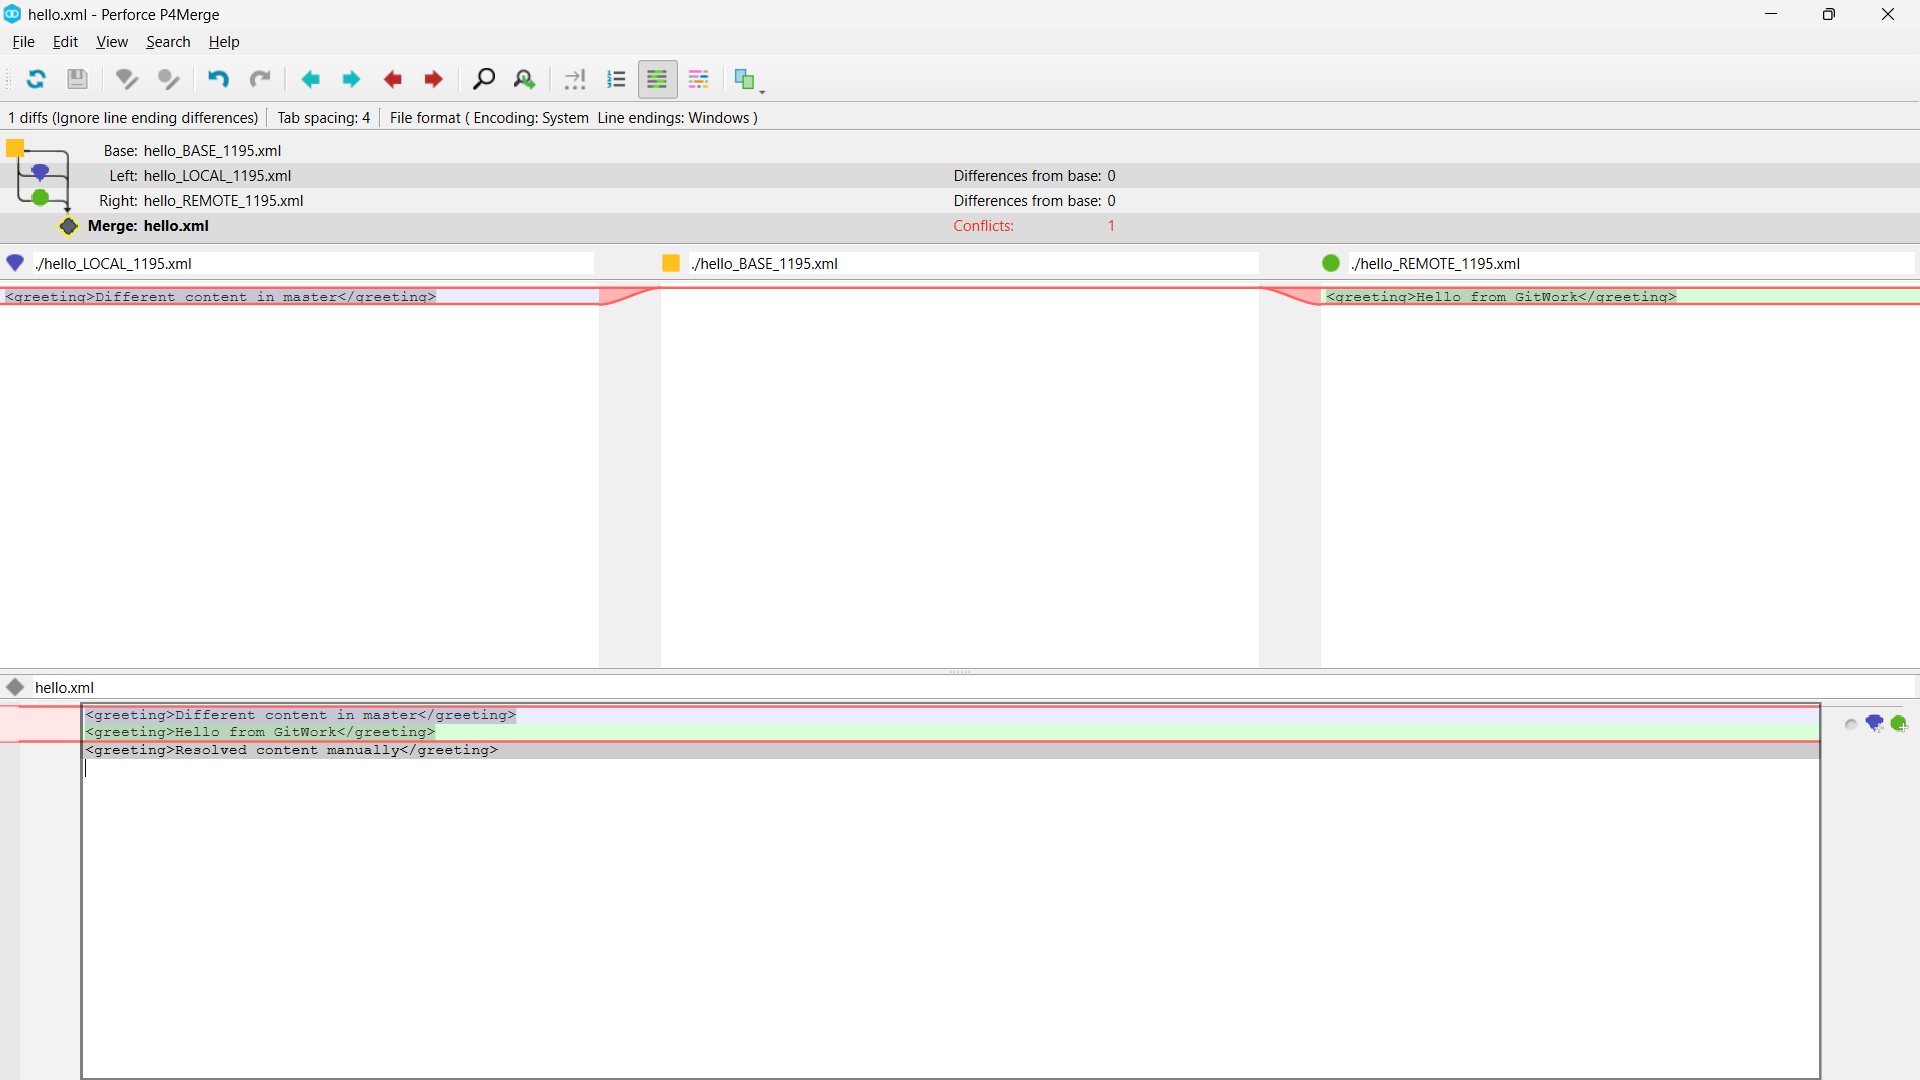 hello.xml - Perforce P4Merge
File Edit View Search Help
1 diffs (Ignore line ending differences) Tab spacing: 4 File format ( Encoding: System Line endings: Windows )
Base: hello_BASE_1195.xml
Left: hello_LOCAL_1195.xml Differences from base: 0
Right: hello_REMOTE_1195.xml Differences from base: 0
Merge: hello.xml Conflicts: 1
./hello_LOCAL_1195.xml ./hello_BASE_1195.xml ./hello_REMOTE_1195.xml
<greeting>Different content in master</greeting> <greeting>Hello from GitWork</greeting>
hello.xml
<greeting>Different content in master</greeting>
<greeting>Hello from GitWork</greeting>
<greeting>Resolved content manually</greeting>